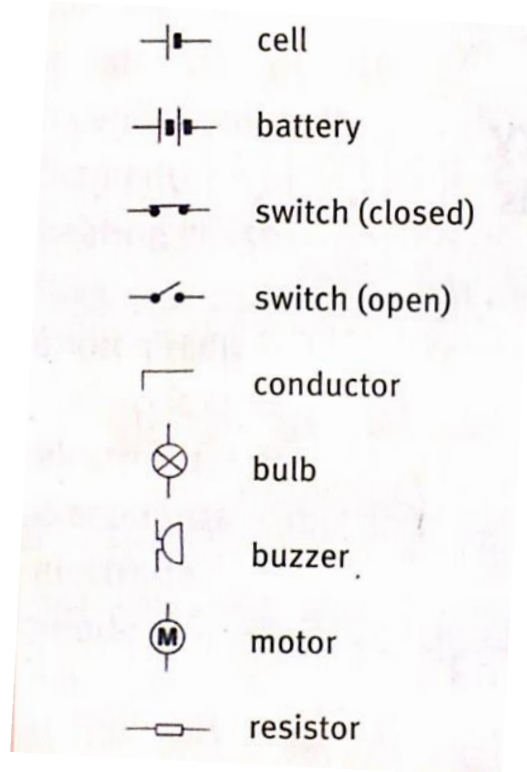 cell
battery
switch (closed)
switch (open)
conductor
bulb
buzzer
M motor
resistor